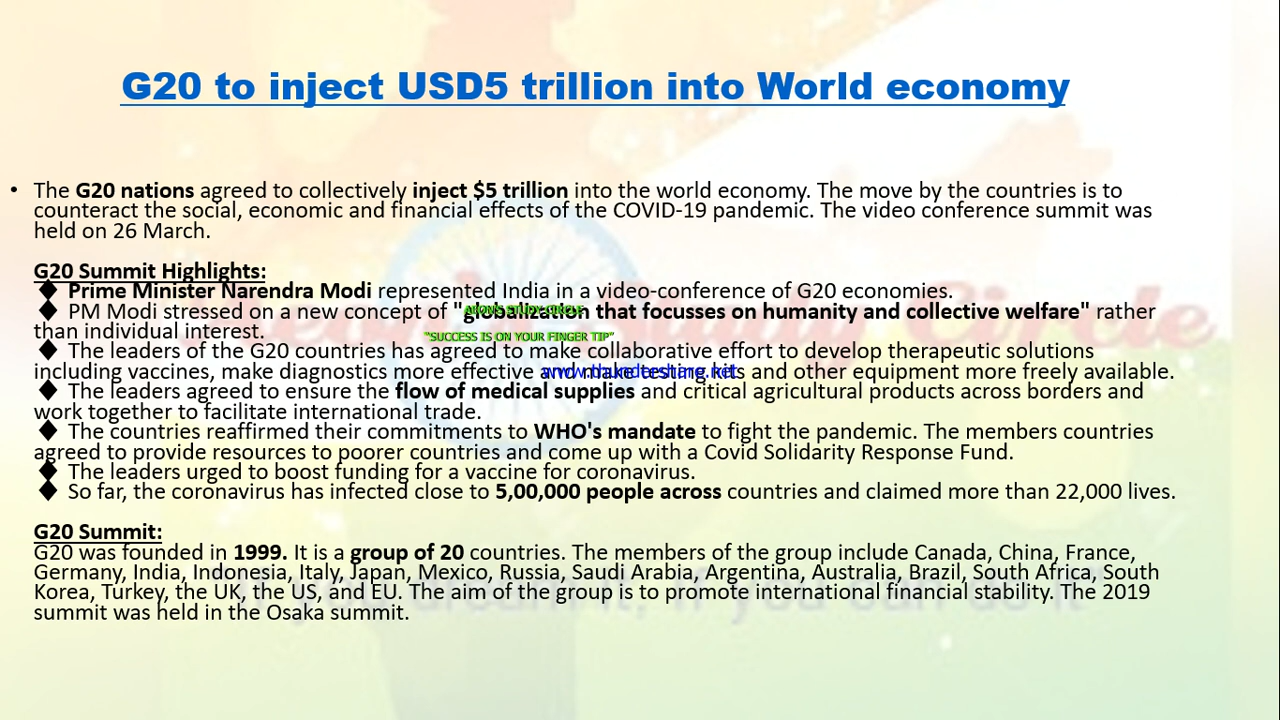 G20 to inject USD5 trillion into World economy
• The G20 nations agreed to collectively inject $5 trillion into the world economy. The move by the countries is to
counteract the social, economic and financial effects of the COVID-19 pandemic. The video conference summit was
held on 26 March.
G20 Summit Highlights:
♦ Prime Minister Narendra Modi represented India in a video-conference of G20 economies.
♦ PM Modi stressed on a new concept of "globalization that focusses on humanity and collective welfare" rather
than individual interest.
"SUCCESS IS ON YOUR FINGER TIP"
♦ The leaders of the G20 countries has agreed to make collaborative effort to develop therapeutic solutions
including vaccines, make diagnostics more effective and make testing kits and other equipment more freely available.
♦ The leaders agreed to ensure the flow of medical supplies and critical agricultural products across borders and
work together to facilitate international trade.
♦ The countries reaffirmed their commitments to WHO's mandate to fight the pandemic. The members countries
agreed to provide resources to poorer countries and come up with a Covid Solidarity Response Fund.
♦ The leaders urged to boost funding for a vaccine for coronavirus.
♦ So far, the coronavirus has infected close to 5,00,000 people across countries and claimed more than 22,000 lives.
G20 Summit:
G20 was founded in 1999. It is a group of 20 countries. The members of the group include Canada, China, France,
Germany, India, Indonesia, Italy, Japan, Mexico, Russia, Saudi Arabia, Argentina, Australia, Brazil, South Africa, South
Korea, Turkey, the UK, the US, and EU. The aim of the group is to promote international financial stability. The 2019
summit was held in the Osaka summit.